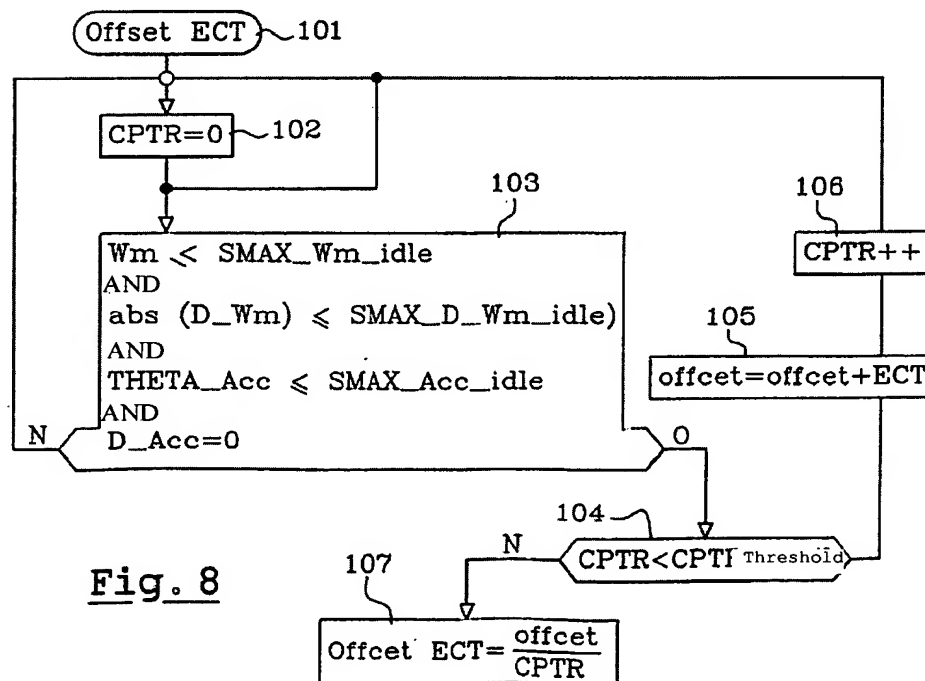 Offset ECT
101
CPTR=0
102
103
Wm ⩽ SMAX_Wm_idle
AND
abs (D_Wm) ⩽ SMAX_D_Wm_idle)
AND
THETA_Acc ⩽ SMAX_Acc_idle
AND
D_Acc=0
N
O
106
CPTR++
105
offcet=offcet+ECT
104
N
CPTR<CPTF Threshold
107
Offcet ECT=offcet
CPTR
Fig. 8